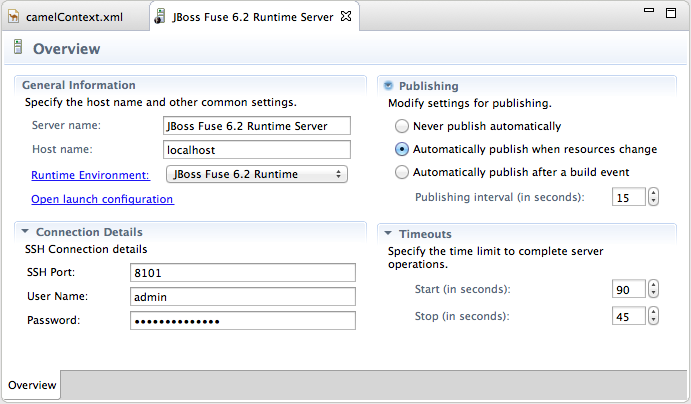 camelContext.xml
JBoss Fuse 6.2 Runtime Server
Overview
General Information
Specify the host name and other common settings.
Server name: JBoss Fuse 6.2 Runtime Server
Host name: localhost
Runtime Environment: JBoss Fuse 6.2 Runtime
Open launch configuration
Connection Details
SSH Connection details
SSH Port: 8101
User Name: admin
Password: ••••••••••••••
Publishing
Modify settings for publishing.
Never publish automatically
Automatically publish when resources change
Automatically publish after a build event
Publishing interval (in seconds): 15
Timeouts
Specify the time limit to complete server
operations.
Start (in seconds): 90
Stop (in seconds): 45
Overview